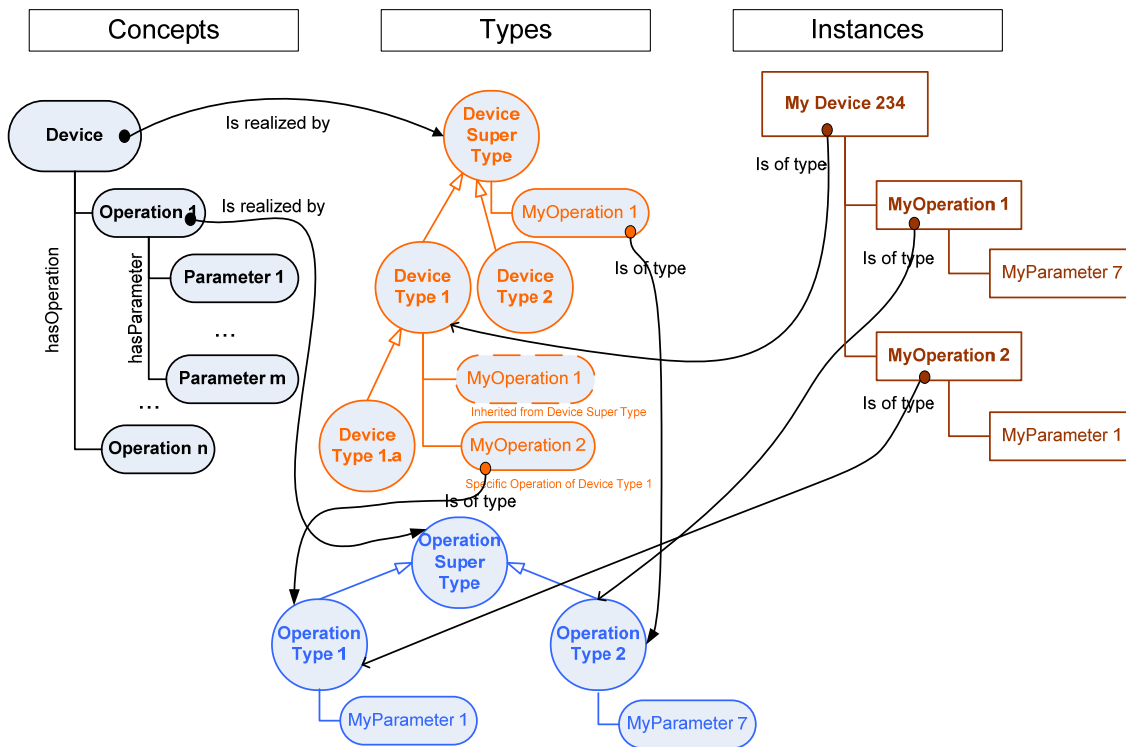 Concepts
Types
Instances
Device
Is realized by
Operation 1
Is realized by
hasOperation
hasParameter
Parameter 1
...
Parameter m
...
Operation n
Device
Super
Type
MyOperation 1
Is of type
Device
Type 1
Device
Type 2
MyOperation 1
Inherited from Device Super Type
Device
Type 1.a
MyOperation 2
Specific Operation of Device Type 1
Is of type
Operation
Super
Type
Operation
Type 1
MyParameter 1
Operation
Type 2
MyParameter 7
My Device 234
Is of type
MyOperation 1
Is of type
MyParameter 7
MyOperation 2
Is of type
MyParameter 1